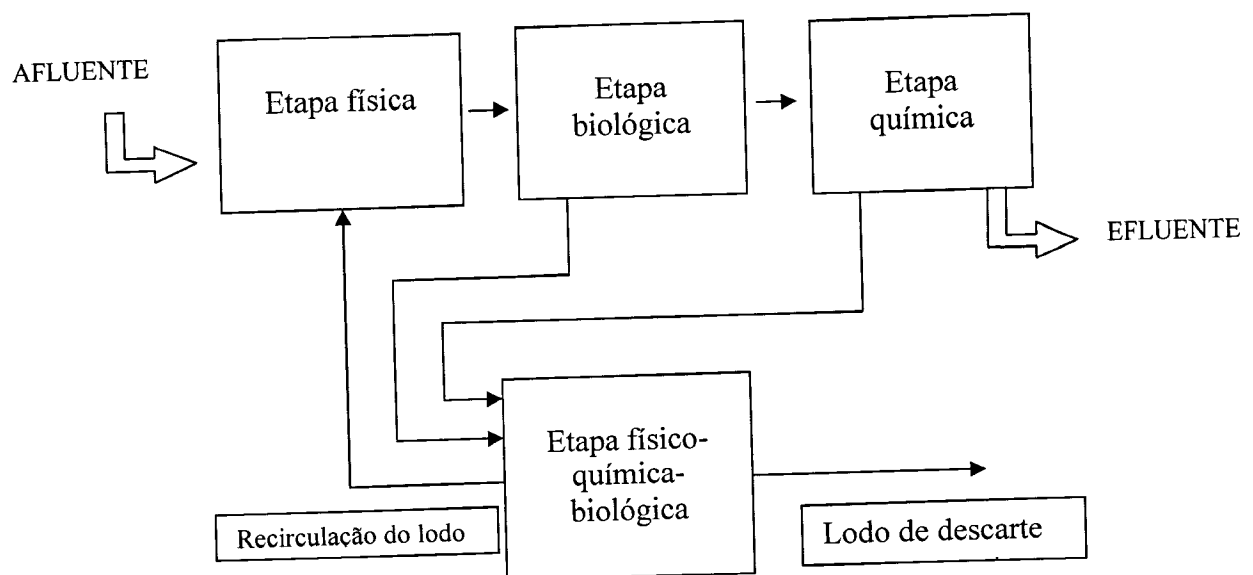 AFLUENTE
Etapa física
Etapa
biológica
Etapa
química
EFLUENTE
Etapa físico-
química-
biológica
Recirculação do lodo
Lodo de descarte